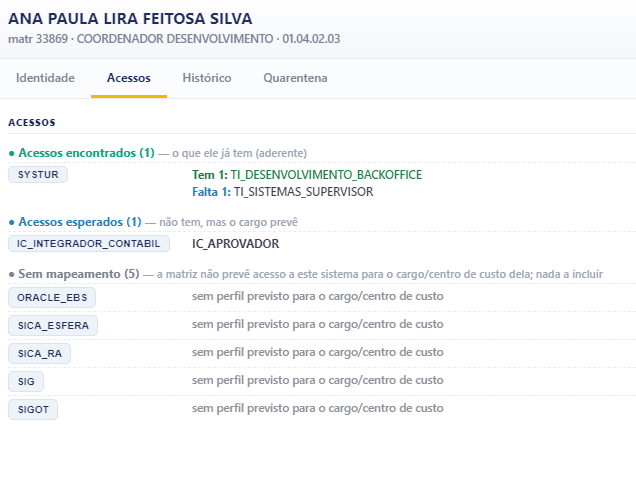 ANA PAULA LIRA FEITOSA SILVA
matr 33869 · COORDENADOR DESENVOLVIMENTO · 01.04.02.03
Identidade Acessos Histórico Quarentena
ACESSOS
• Acessos encontrados (1) — o que ele já tem (aderente)
SYSTUR Tem 1: TI_DESENVOLVIMENTO_BACKOFFICE
Falta 1: TI_SISTEMAS_SUPERVISOR
• Acessos esperados (1) — não tem, mas o cargo prevê
IC_INTEGRADOR_CONTABIL IC_APROVADOR
• Sem mapeamento (5) — a matriz não prevê acesso a este sistema para o cargo/centro de custo dela; nada a incluir
ORACLE_EBS sem perfil previsto para o cargo/centro de custo
SICA_ESFERA sem perfil previsto para o cargo/centro de custo
SICA_RA sem perfil previsto para o cargo/centro de custo
SIG sem perfil previsto para o cargo/centro de custo
SIGOT sem perfil previsto para o cargo/centro de custo